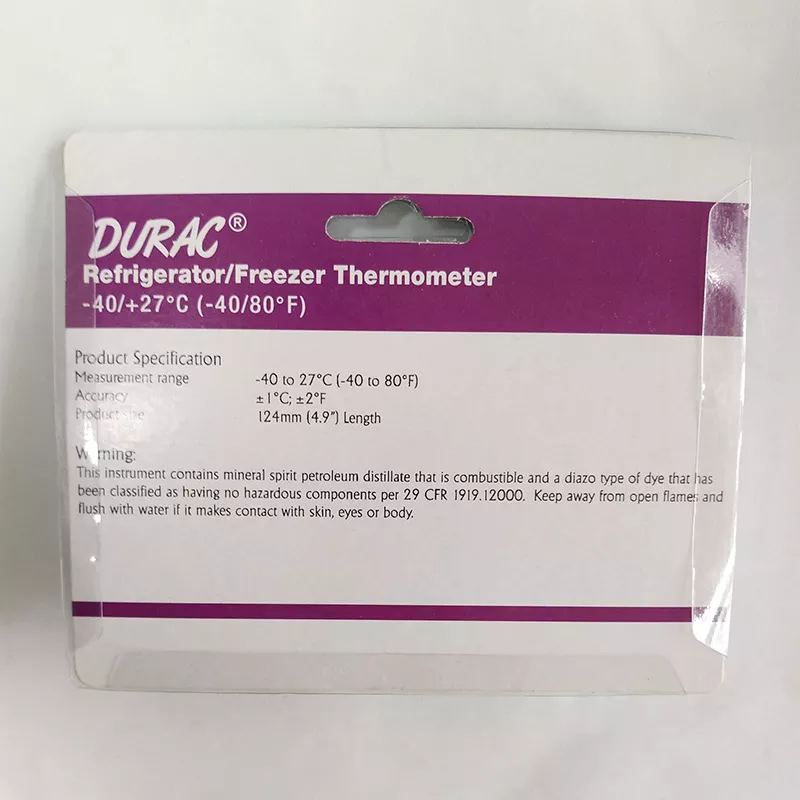 DURAC®
Refrigerator/Freezer Thermometer
-40/+27°C (-40/80°F)
Product Specification
Measurement range -40 to 27°C (-40 to 80°F)
Accuracy ±1°C; ±2°F
Product size 124mm (4.9") Length
Warning:
This instrument contains mineral spirit petroleum distillate that is combustible and a diazo type of dye that has
been classified as having no hazardous components per 29 CFR 1919.12000. Keep away from open flames and
flush with water if it makes contact with skin, eyes or body.